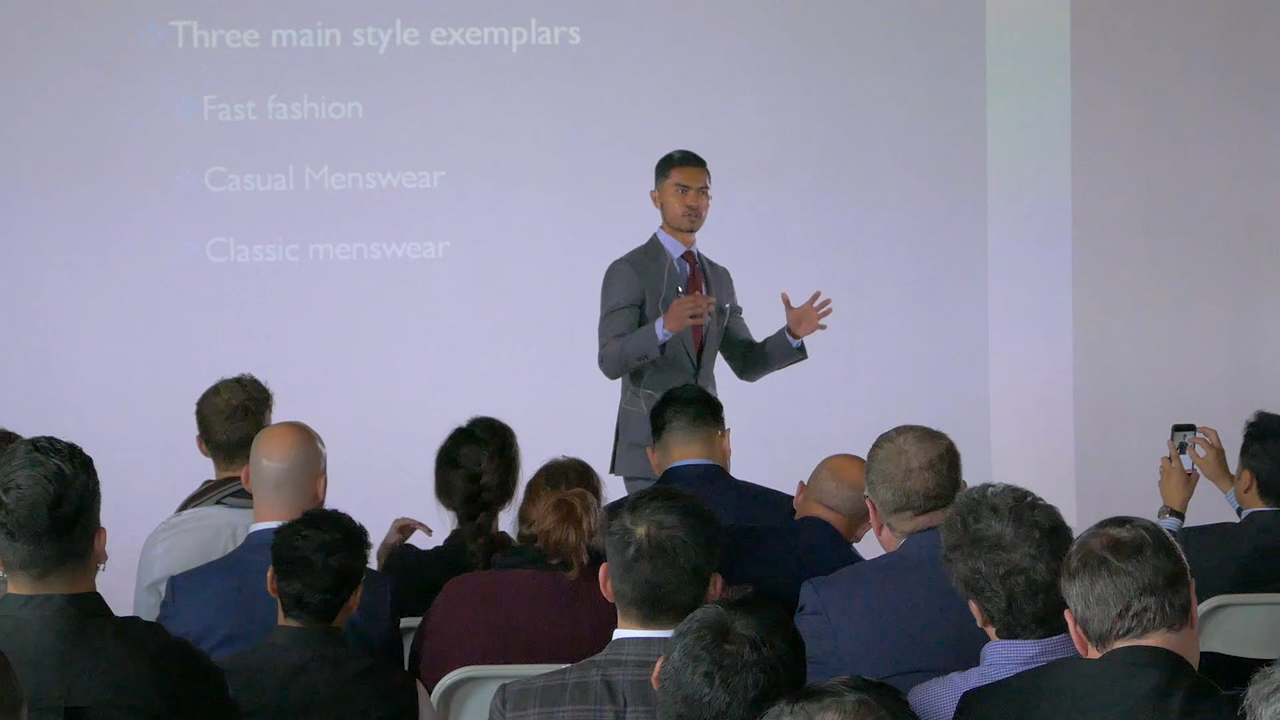 Three main style exemplars
Fast fashion
Casual Menswear
Classic menswear